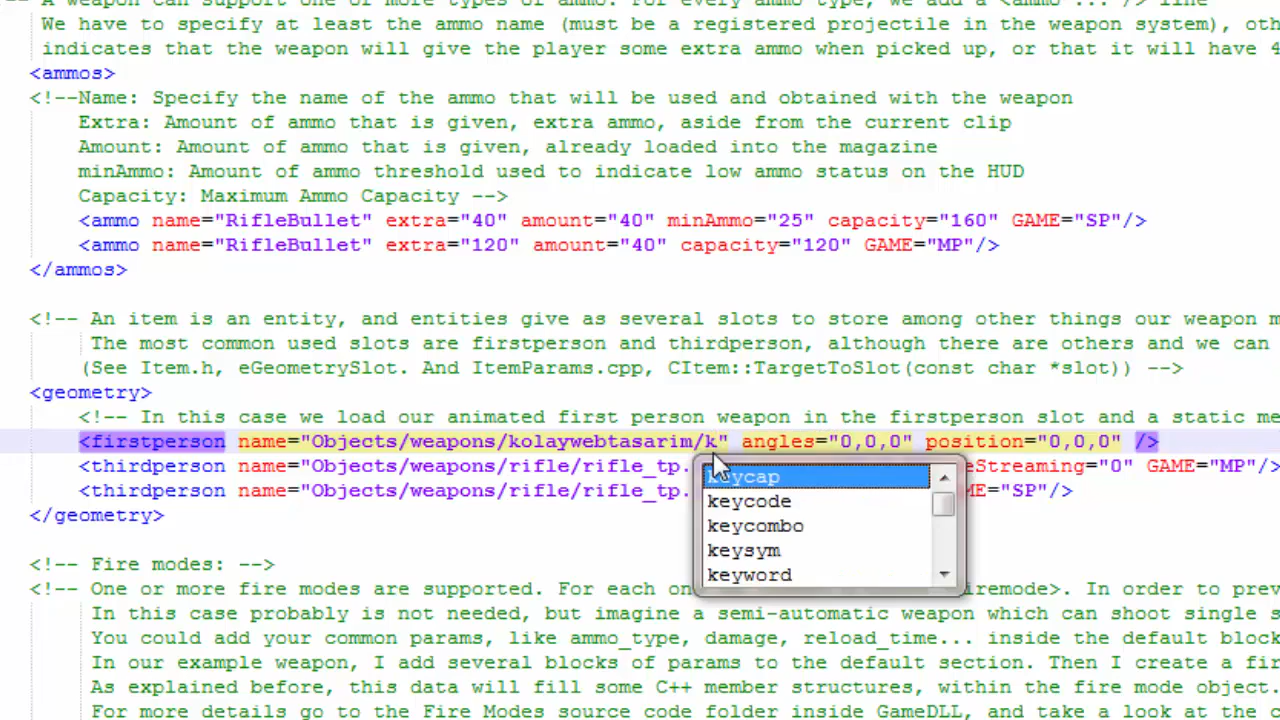 A weapon can support one or more types of ammo. For every ammo type, we add a <ammo ... /> line
We have to specify at least the ammo name (must be a registered projectile in the weapon system), oth
indicates that the weapon will give the player some extra ammo when picked up, or that it will have 4
<ammos>
<!--Name: Specify the name of the ammo that will be used and obtained with the weapon
Extra: Amount of ammo that is given, extra ammo, aside from the current clip
Amount: Amount of ammo that is given, already loaded into the magazine
minAmmo: Amount of ammo threshold used to indicate low ammo status on the HUD
Capacity: Maximum Ammo Capacity -->
<ammo name="RifleBullet" extra="40" amount="40" minAmmo="25" capacity="160" GAME="SP"/>
<ammo name="RifleBullet" extra="120" amount="40" capacity="120" GAME="MP"/>
</ammos>
<!-- An item is an entity, and entities give as several slots to store among other things our weapon m
The most common used slots are firstperson and thirdperson, although there are others and we can
(See Item.h, eGeometrySlot. And ItemParams.cpp, CItem::TargetToSlot(const char *slot)) -->
<geometry>
<!-- In this case we load our animated first person weapon in the firstperson slot and a static me
<firstperson name="Objects/weapons/kolaywebtasarim/k" angles="0,0,0" position="0,0,0" />
<thirdperson name="Objects/weapons/rifle/rifle_tp. eStreaming="0" GAME="MP"/>
<thirdperson name="Objects/weapons/rifle/rifle_tp. ME="SP"/>
keycap
keycode
keycombo
keysym
keyword
</geometry>
<!-- Fire modes: -->
<!-- One or more fire modes are supported. For each on iremode>. In order to prev
In this case probably is not needed, but imagine a semi-automatic weapon which can shoot single s
You could add your common params, like ammo_type, damage, reload_time... inside the default block
In our example weapon, I add several blocks of params to the default section. Then I create a fir
As explained before, this data will fill some C++ member structures, within the fire mode object.
For more details go to the Fire Modes source code folder inside GameDLL, and take a look at the c